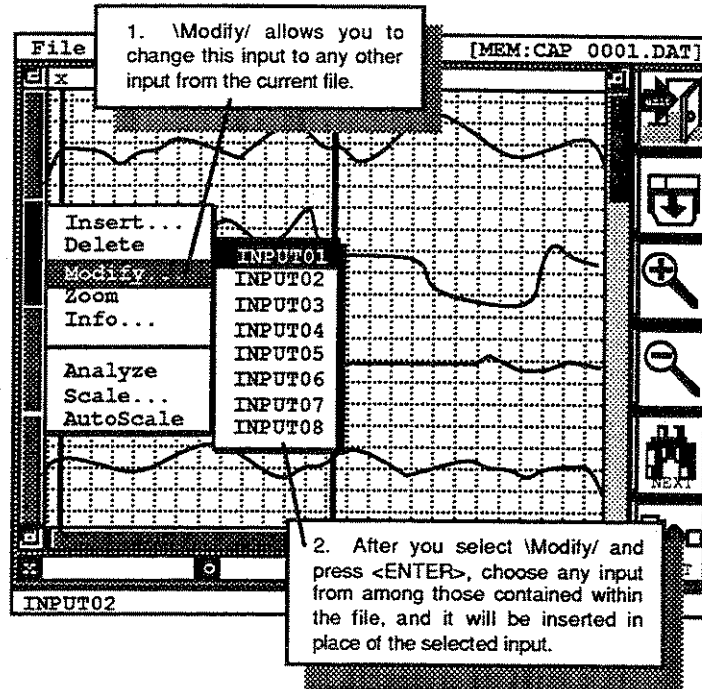 1. \Modify/ allows you to
change this input to any other
input from the current file.
File
[MEM:CAP 0001.DAT]
x
Insert...
Delete
Modify ...
Zoom
Info...
Analyze
Scale...
AutoScale
INPUT01
INPUT02
INPUT03
INPUT04
INPUT05
INPUT06
INPUT07
INPUT08
NEXT
2. After you select \Modify/ and
press <ENTER>, choose any input
from among those contained within
the file, and it will be inserted in
place of the selected input.
INPUT02